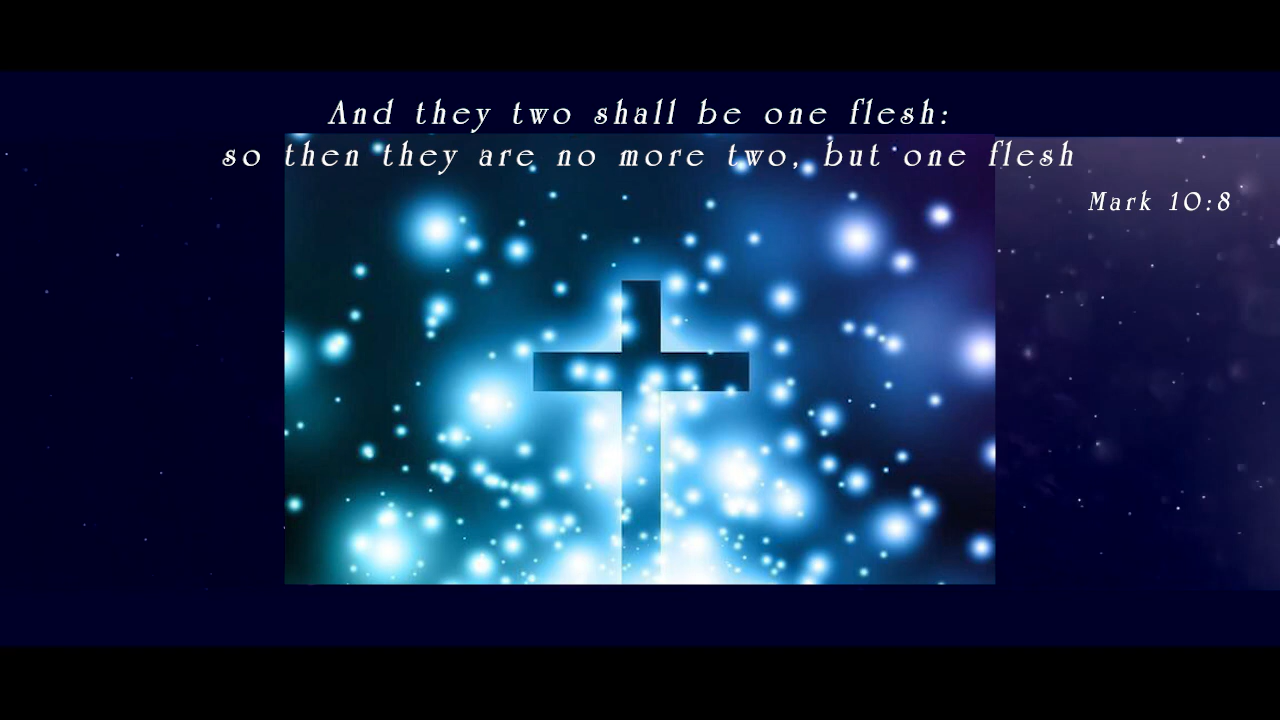 And they two shall be one flesh:
so then they are no more two, but one flesh
Mark 10:8